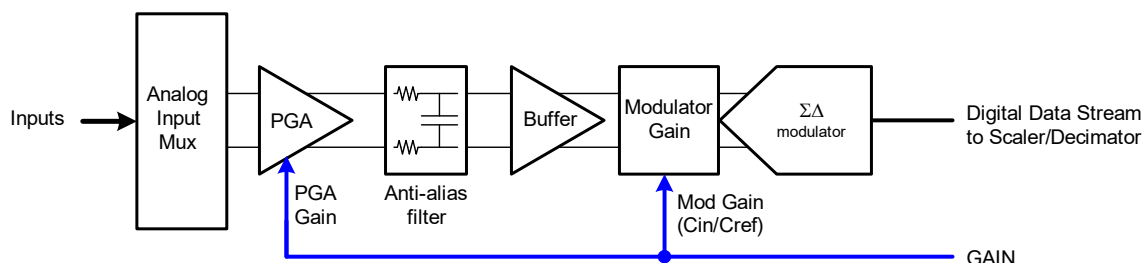 Inputs
Analog
Input
Mux
PGA
PGA
Gain
Anti-alias
filter
Buffer
Modulator
Gain
Mod Gain
(Cin/Cref)
ΣΔ
modulator
Digital Data Stream
to Scaler/Decimator
GAIN